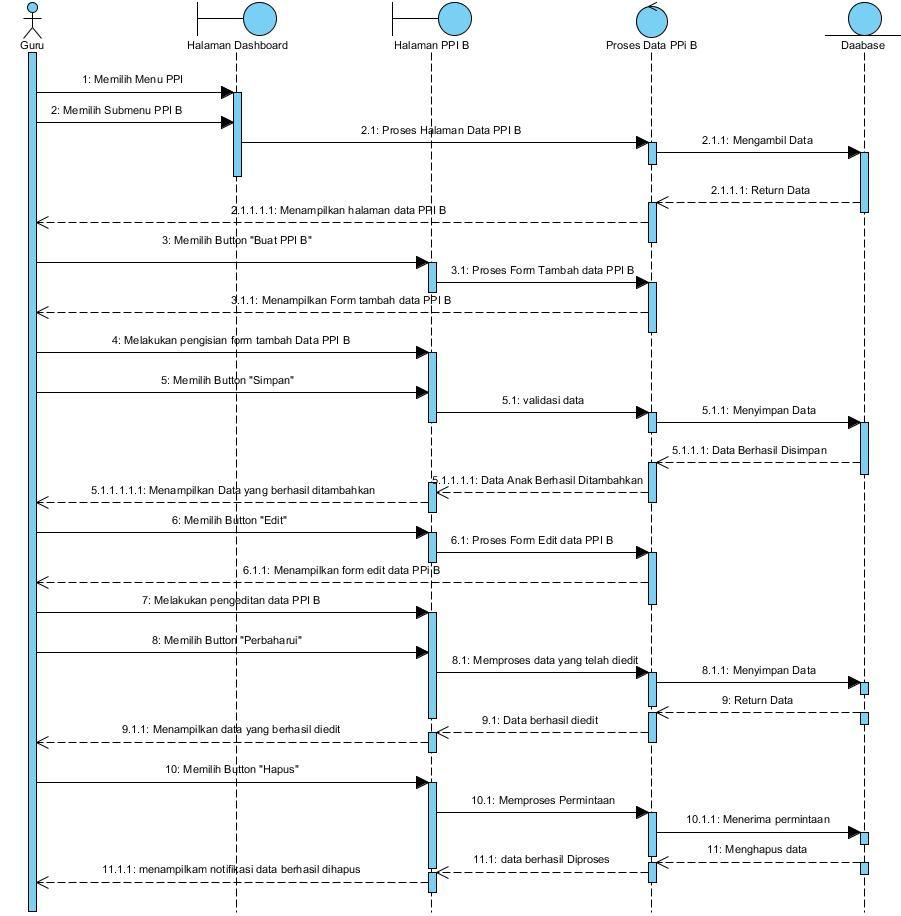 Guru
Halaman Dashboard
Halaman PPI B
Proses Data PPi B
Daabase
1: Memilih Menu PPI
2: Memilih Submenu PPI B
2.1: Proses Halaman Data PPI B
2.1.1: Mengambil Data
2.1.1.1: Return Data
2.1.1.1.1: Menampilkan halaman data PPI B
3: Memilih Button "Buat PPI B"
3.1: Proses Form Tambah data PPI B
3.1.1: Menampilkan Form tambah data PPI B
4: Melakukan pengisian form tambah Data PPI B
5: Memilih Button "Simpan"
5.1: validasi data
5.1.1: Menyimpan Data
5.1.1.1: Data Berhasil Disimpan
5.1.1.1.1: Data Anak Berhasil Ditambahkan
5.1.1.1.1.1: Menampilkan Data yang berhasil ditambahkan
6: Memilih Button "Edit"
6.1: Proses Form Edit data PPI B
6.1.1: Menampilkan form edit data PPi B
7: Melakukan pengeditan data PPI B
8: Memilih Button "Perbaharui"
8.1: Memproses data yang telah diedit
8.1.1: Menyimpan Data
9: Return Data
9.1: Data berhasil diedit
9.1.1: Menampilkan data yang berhasil diedit
10: Memilih Button "Hapus"
10.1: Memproses Permintaan
10.1.1: Menerima permintaan
11: Menghapus data
11.1: data berhasil Diproses
11.1.1: menampilkam notifikasi data berhasil dihapus